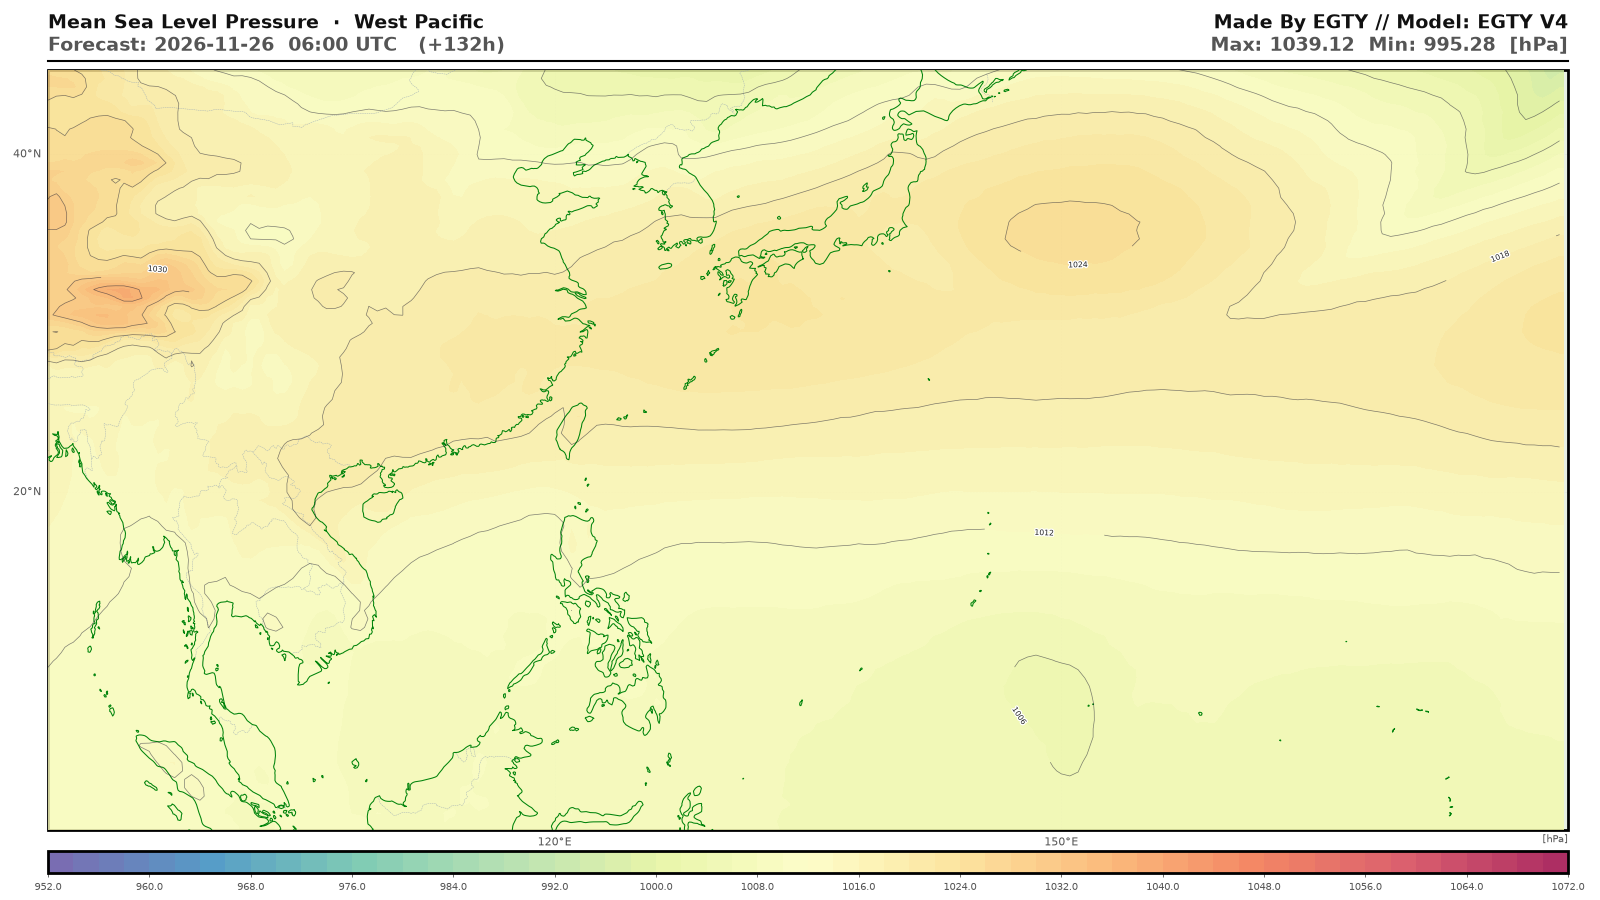 Mean Sea Level Pressure · West Pacific
Made By EGTY // Model: EGTY V4
Forecast: 2026-11-26 06:00 UTC (+132h)
Max: 1039.12 Min: 995.28 [hPa]
40°N
1018
1024
1030
20°N
1012
1006
120°E
150°E
[hPa]
952.0
960.0
968.0
976.0
984.0
992.0
1000.0
1008.0
1016.0
1024.0
1032.0
1040.0
1048.0
1056.0
1064.0
1072.0